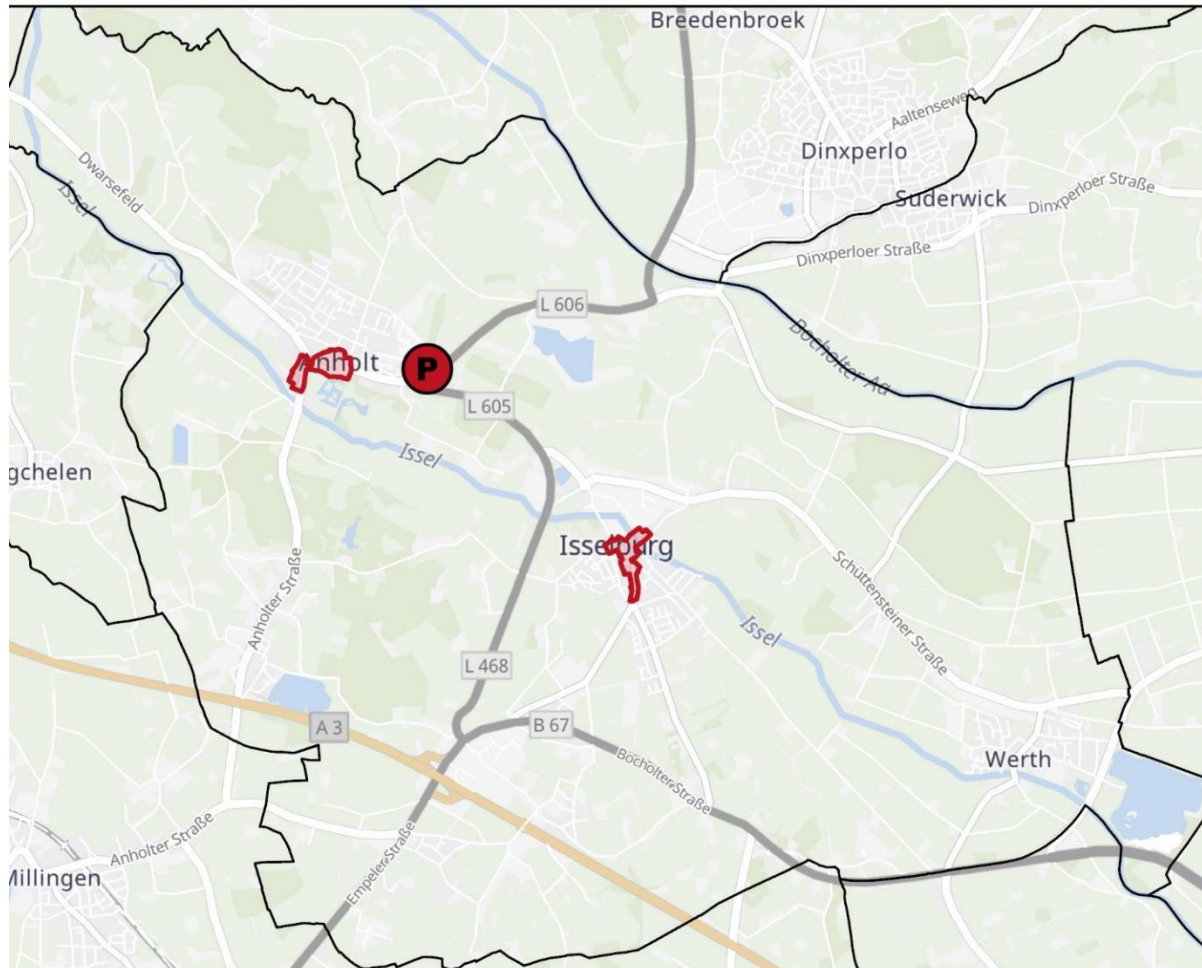 Breedenbroek
Aaltenseweg
Dinxperlo
Dwarsefeld
Issel
Suderwick
Dinxperloer Straße
Dinxperloer Straße
L 606
Bocholter Aa
Anholt
P
L 605
Issel
gchelen
Isselburg
Anholter Straße
Schüttensteiner Straße
Issel
L 468
A 3
B 67
Bocholter Straße
Werth
Anholter Straße
Empeler Straße
Millingen